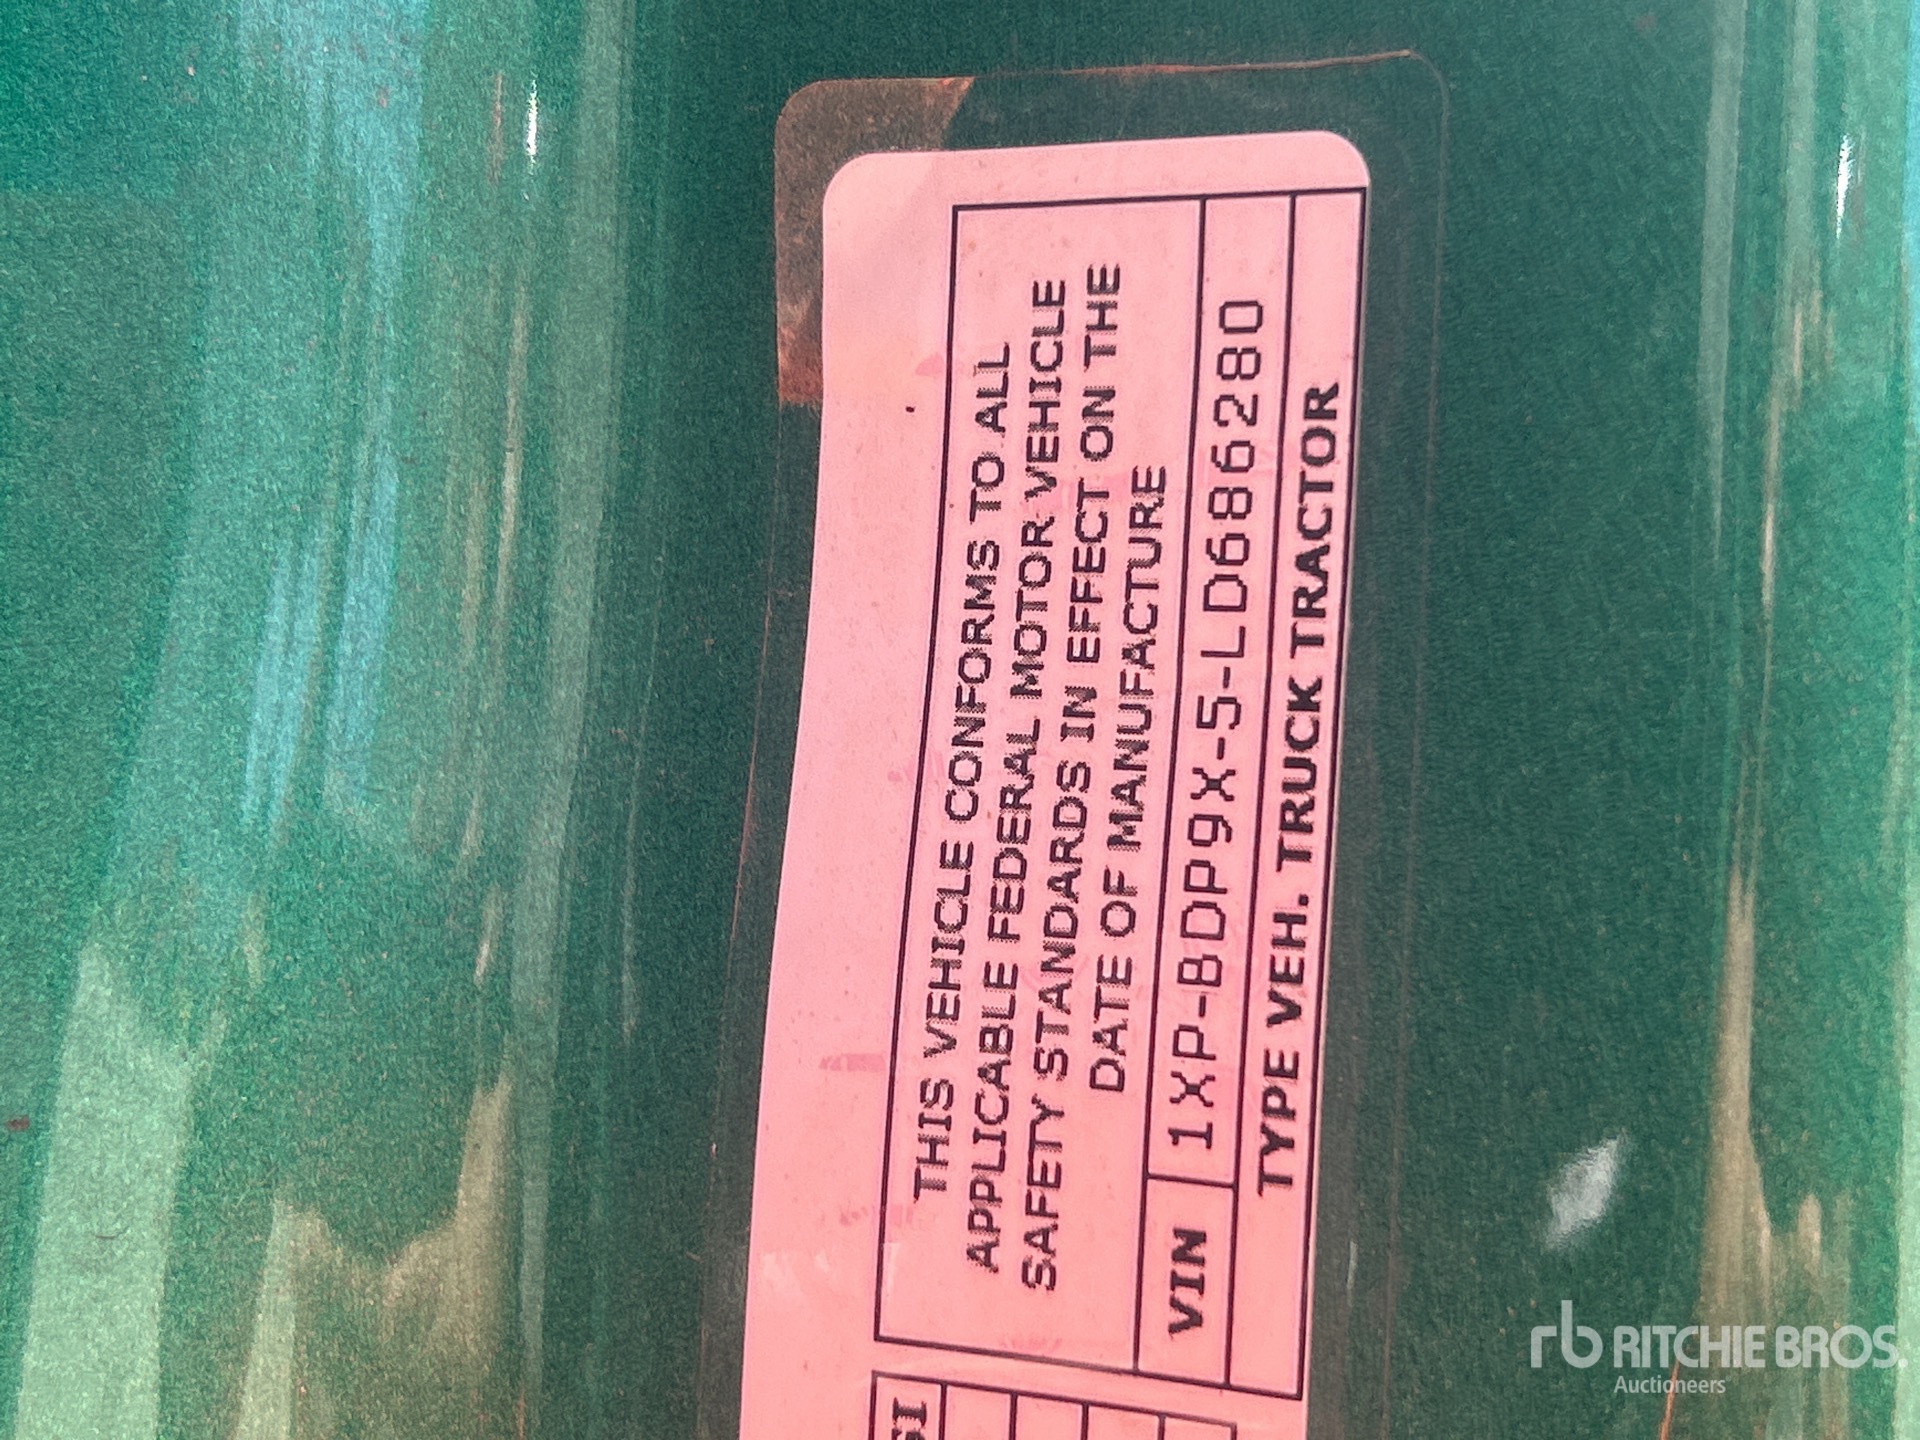 THIS VEHICLE CONFORMS TO ALL
APPLICABLE FEDERAL MOTOR VEHICLE
SAFETY STANDARDS IN EFFECT ON THE
DATE OF MANUFACTURE
VIN 1XP-8DP9X-5-LD686280
TYPE VEH. TRUCK TRACTOR
rb RITCHIE BROS.
Auctioneers